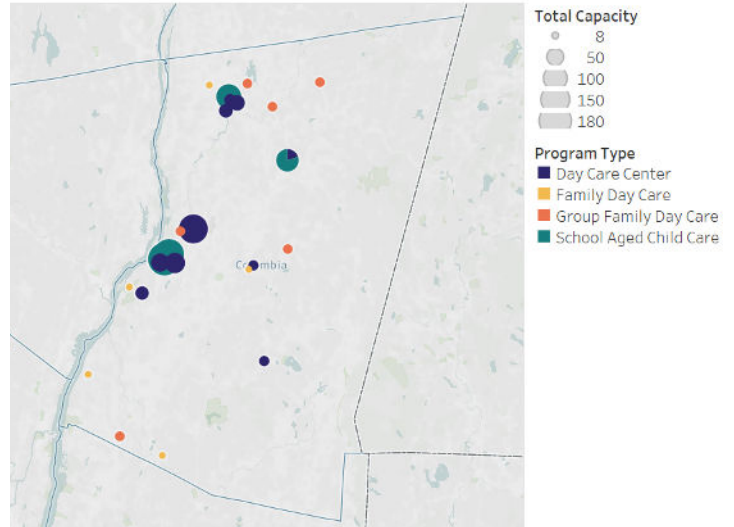 Total Capacity
8
50
100
150
180
Program Type
Day Care Center
Family Day Care
Group Family Day Care
School Aged Child Care
Columbia